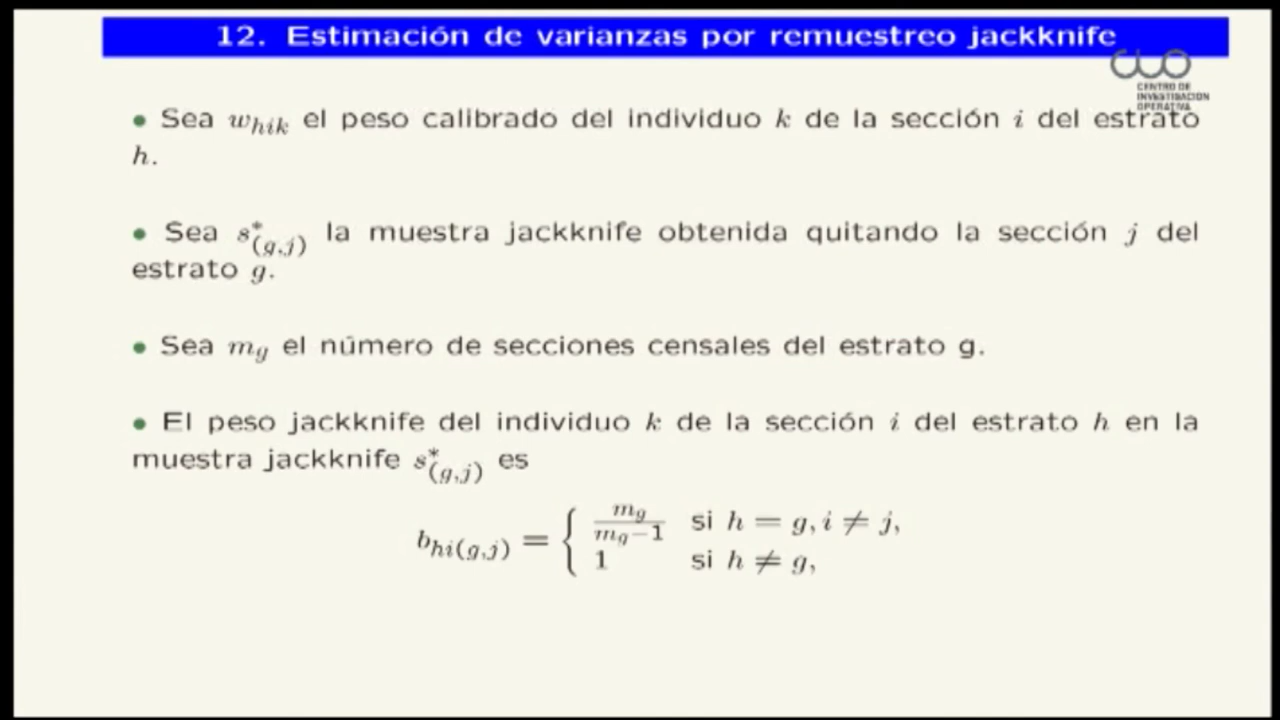 12. Estimación de varianzas por remuestreo jackknife
CENTRO DE
INVESTIGACIÓN
OPERATIVA
• Sea w_{hik} el peso calibrado del individuo k de la sección i del estrato
h.
• Sea s^*_{(g,j)} la muestra jackknife obtenida quitando la sección j del
estrato g.
• Sea m_g el número de secciones censales del estrato g.
• El peso jackknife del individuo k de la sección i del estrato h en la
muestra jackknife s^*_{(g,j)} es
b_{hi(g,j)} = { \frac{m_g}{m_g-1} si h = g, i ≠ j,
1 si h ≠ g,